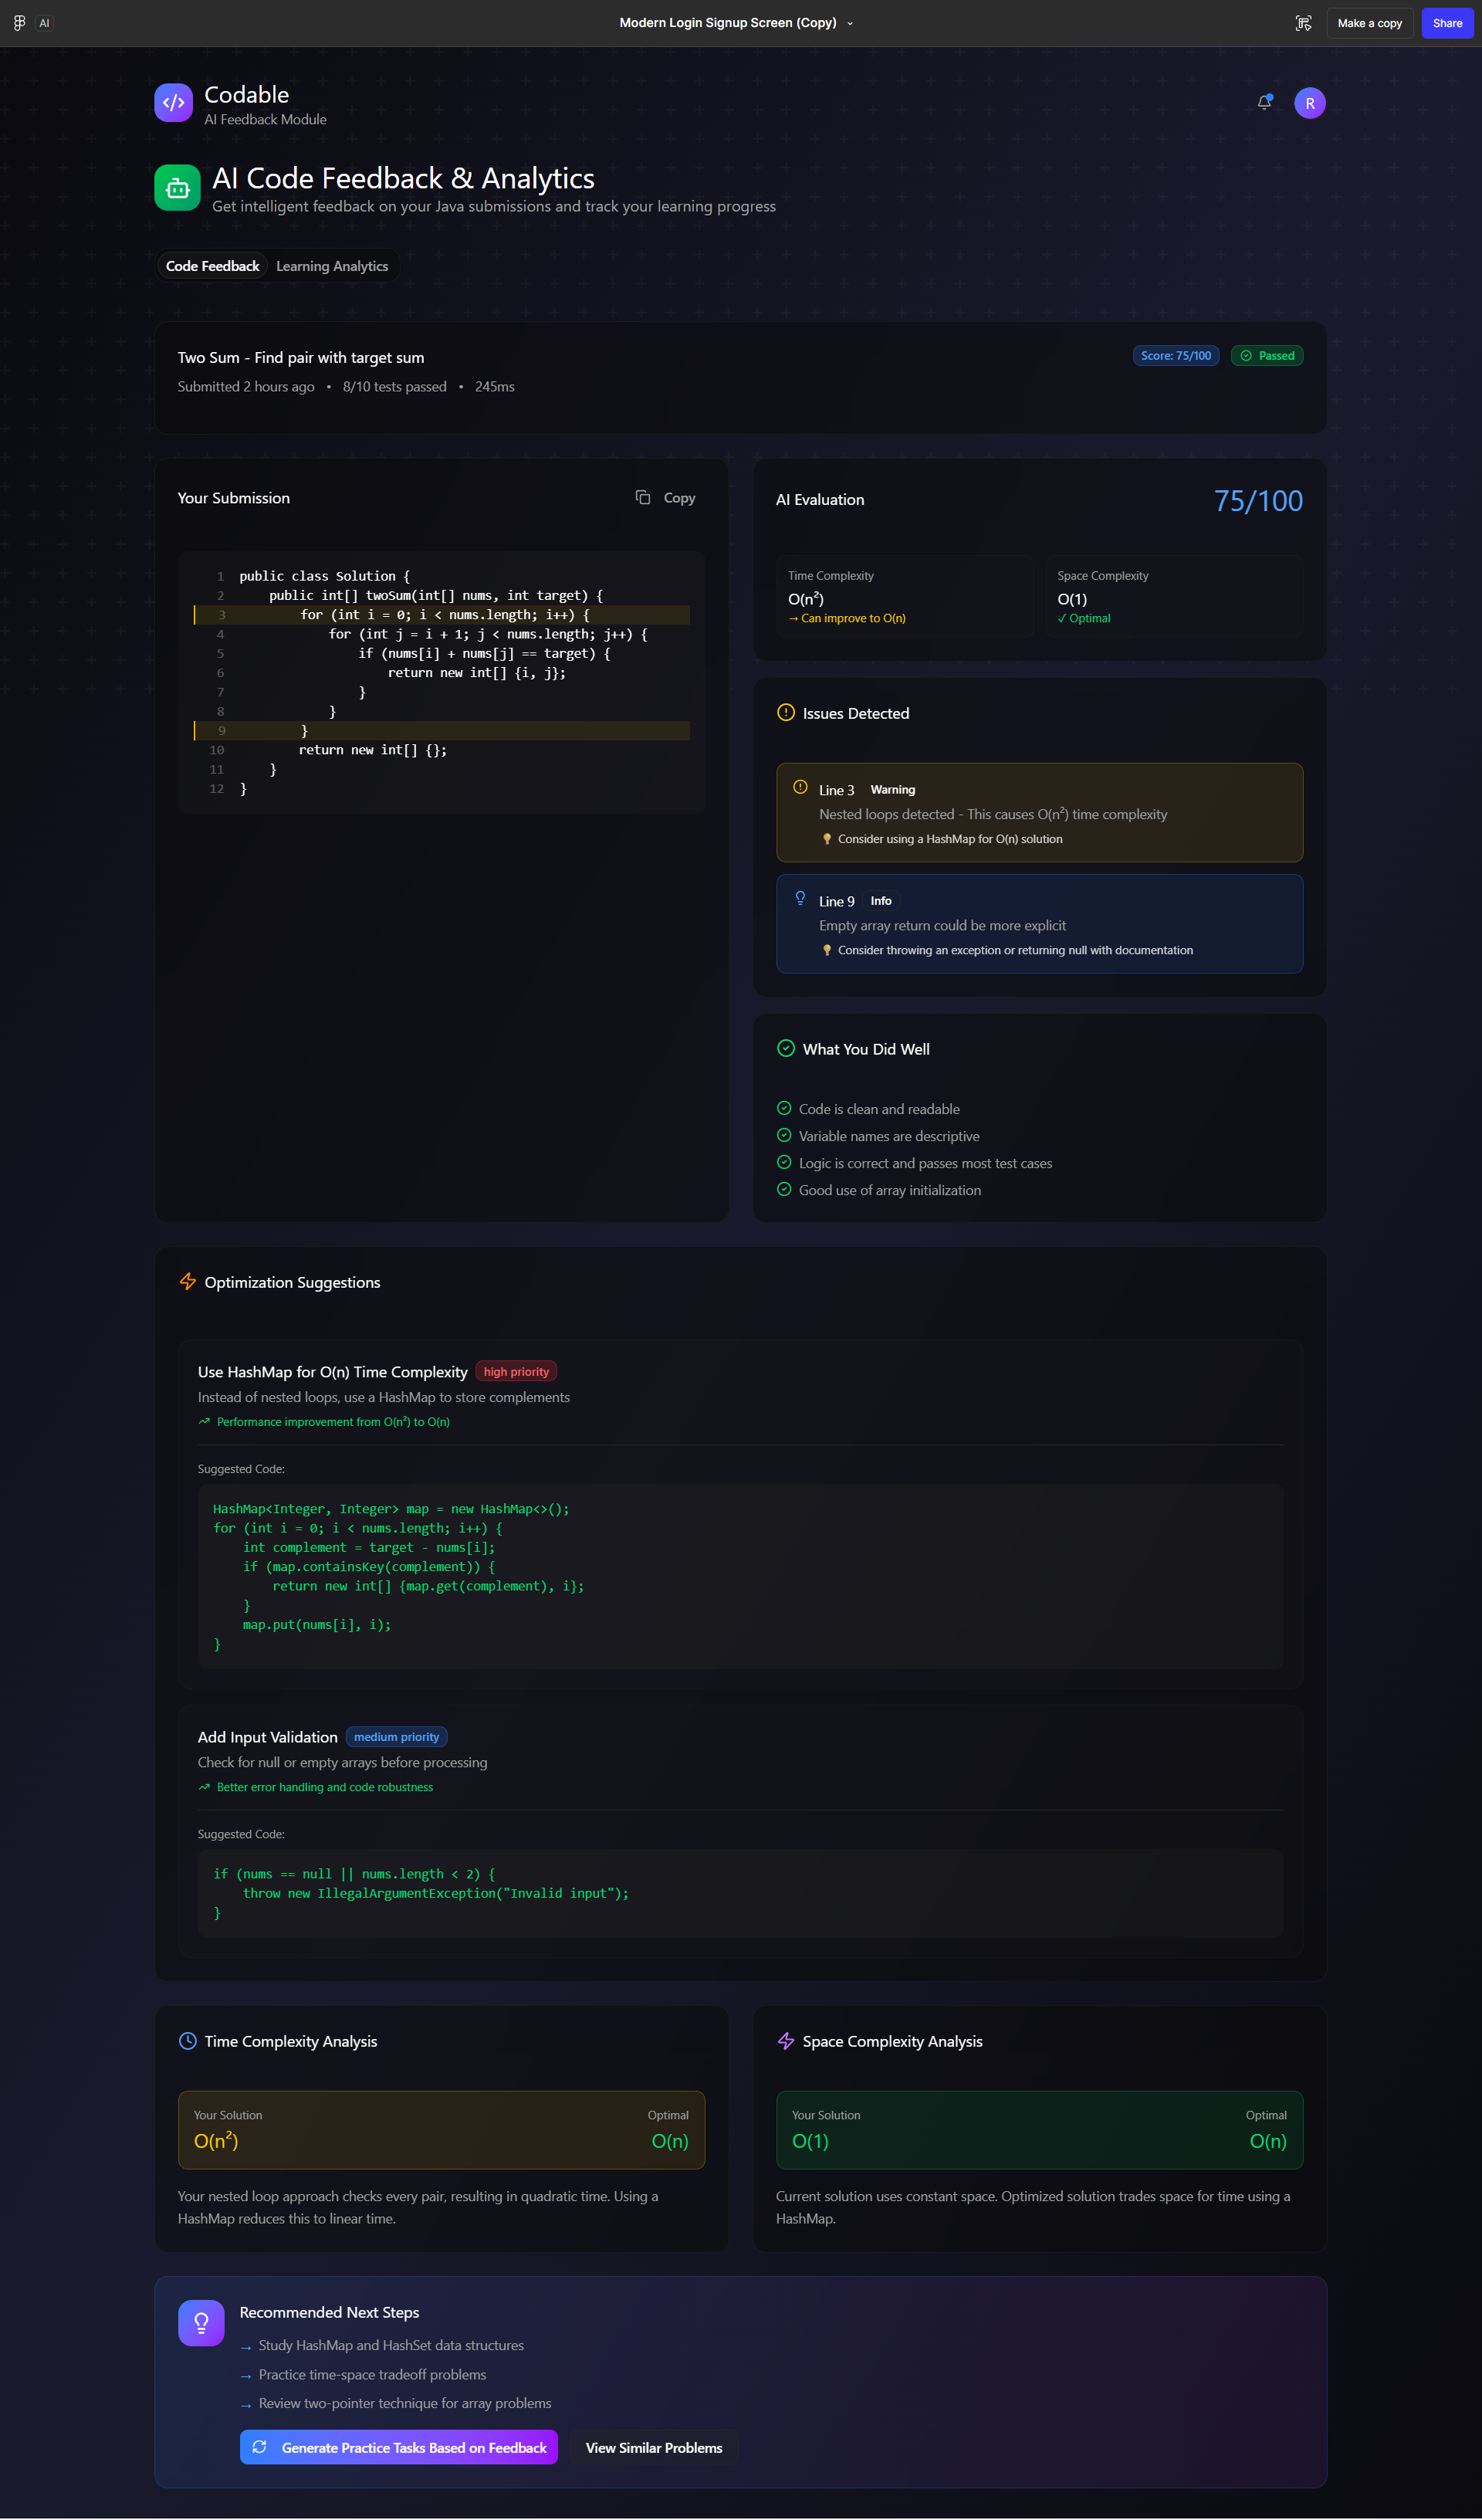 AI
Modern Login Signup Screen (Copy)
Make a copy
Share
Codable
AI Feedback Module
R
AI Code Feedback & Analytics
Get intelligent feedback on your Java submissions and track your learning progress
Code Feedback
Learning Analytics
Two Sum - Find pair with target sum
Score: 75/100
Passed
Submitted 2 hours ago • 8/10 tests passed • 245ms
Your Submission
Copy
1 public class Solution {
2     public int[] twoSum(int[] nums, int target) {
3         for (int i = 0; i < nums.length; i++) {
4             for (int j = i + 1; j < nums.length; j++) {
5                 if (nums[i] + nums[j] == target) {
6                     return new int[] {i, j};
7                 }
8             }
9         }
10         return new int[] {};
11     }
12 }
AI Evaluation
75/100
Time Complexity
O(n²)
→ Can improve to O(n)
Space Complexity
O(1)
✓ Optimal
Issues Detected
Line 3 Warning
Nested loops detected - This causes O(n²) time complexity
💡 Consider using a HashMap for O(n) solution
Line 9 Info
Empty array return could be more explicit
💡 Consider throwing an exception or returning null with documentation
What You Did Well
Code is clean and readable
Variable names are descriptive
Logic is correct and passes most test cases
Good use of array initialization
Optimization Suggestions
Use HashMap for O(n) Time Complexity high priority
Instead of nested loops, use a HashMap to store complements
Performance improvement from O(n²) to O(n)
Suggested Code:
HashMap<Integer, Integer> map = new HashMap<>();
for (int i = 0; i < nums.length; i++) {
    int complement = target - nums[i];
    if (map.containsKey(complement)) {
        return new int[] {map.get(complement), i};
    }
    map.put(nums[i], i);
}
Add Input Validation medium priority
Check for null or empty arrays before processing
Better error handling and code robustness
Suggested Code:
if (nums == null || nums.length < 2) {
    throw new IllegalArgumentException("Invalid input");
}
Time Complexity Analysis
Your Solution
O(n²)
Optimal
O(n)
Your nested loop approach checks every pair, resulting in quadratic time. Using a
HashMap reduces this to linear time.
Space Complexity Analysis
Your Solution
O(1)
Optimal
O(n)
Current solution uses constant space. Optimized solution trades space for time using a
HashMap.
Recommended Next Steps
→ Study HashMap and HashSet data structures
→ Practice time-space tradeoff problems
→ Review two-pointer technique for array problems
Generate Practice Tasks Based on Feedback
View Similar Problems